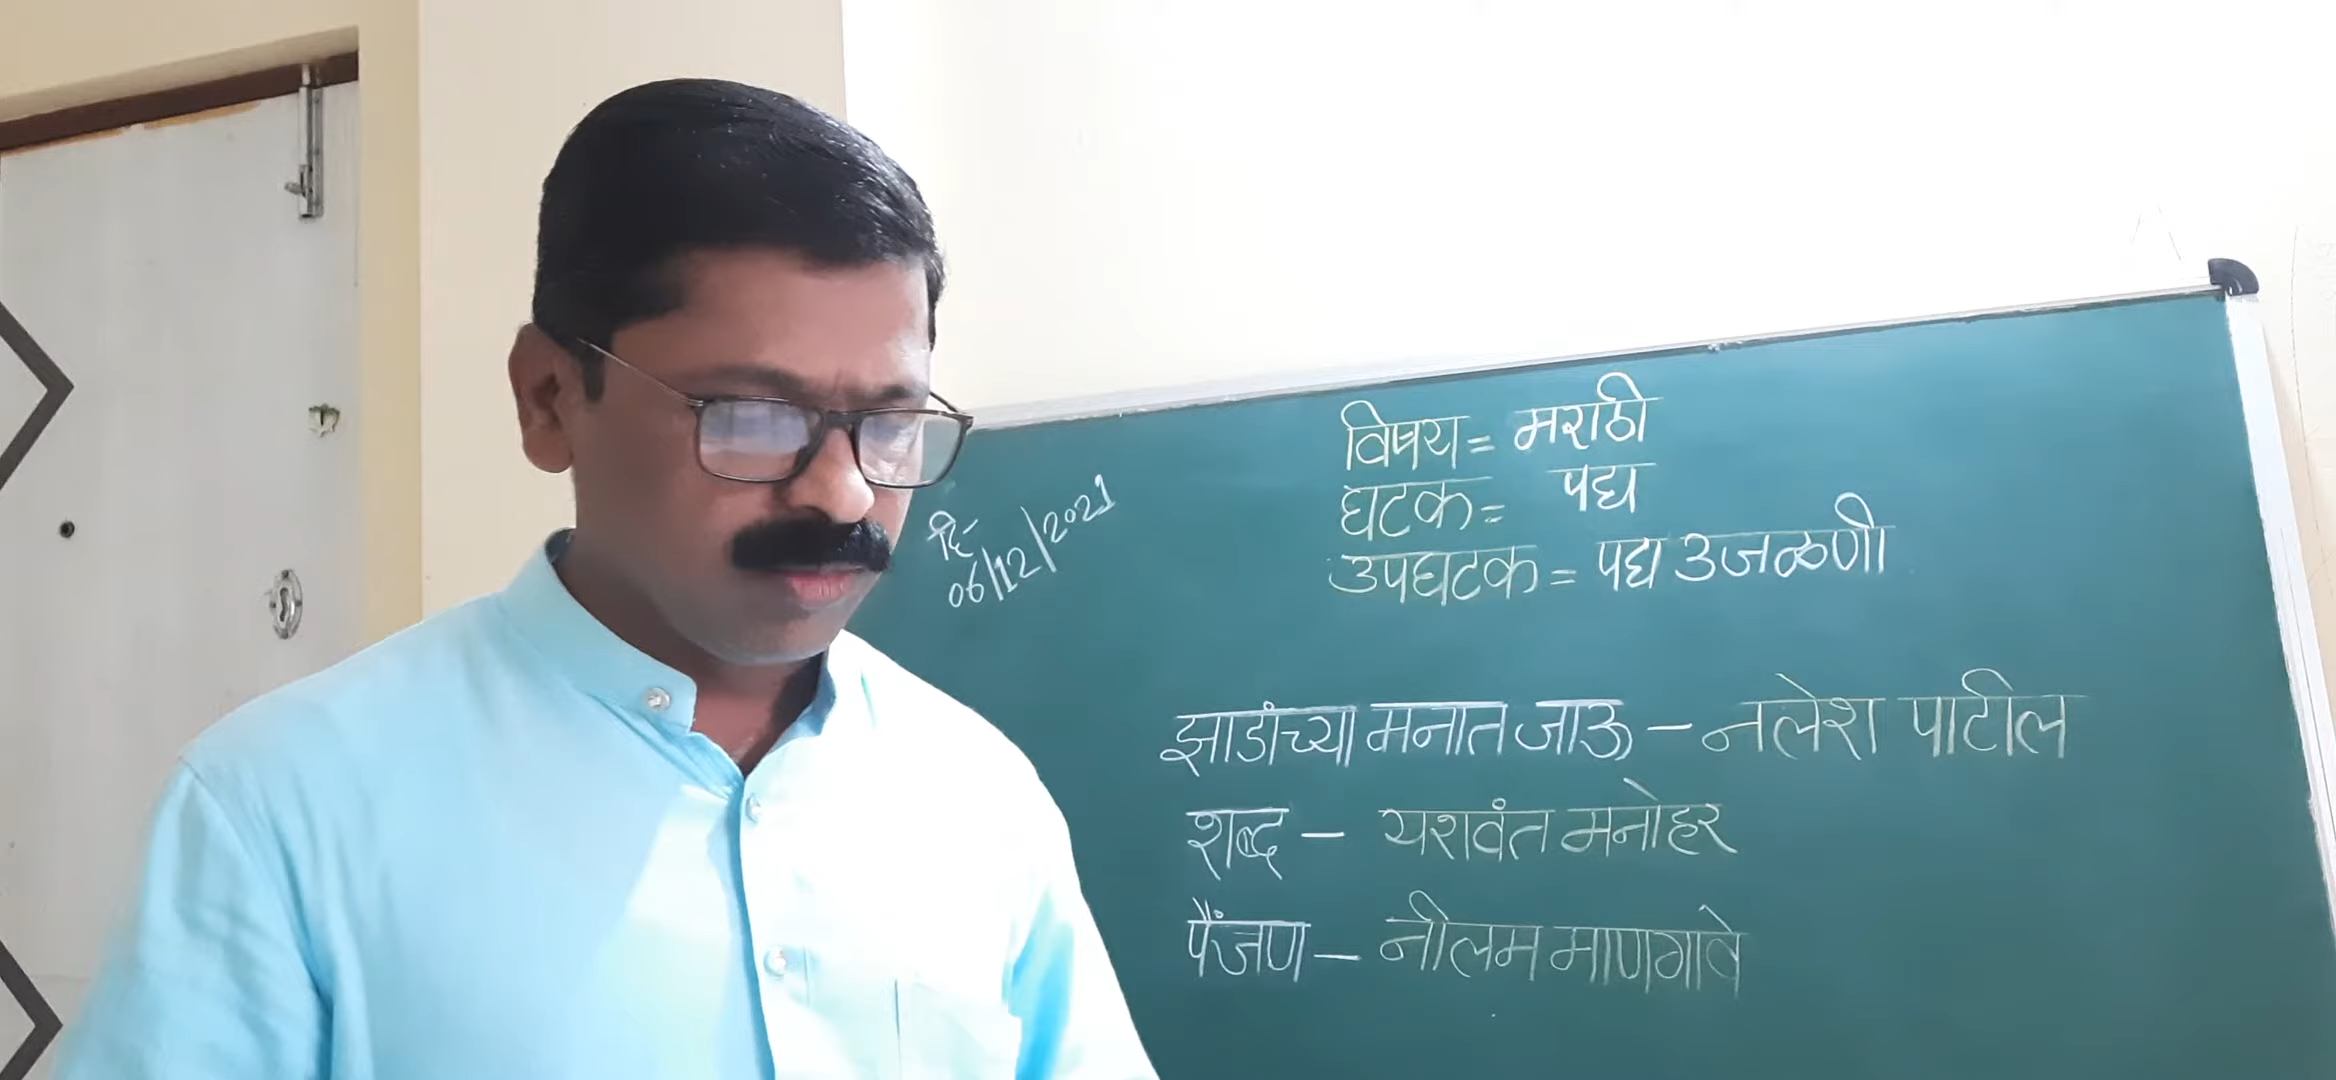 विषय = मराठी
घटक = पद्य
उपघटक = पद्य उजळणी
दि-
06/12/2021
झाडांच्या मनात जाऊ - नलेश पाटील
शब्द - यशवंत मनोहर
पैंजण - नीलम माणगावे